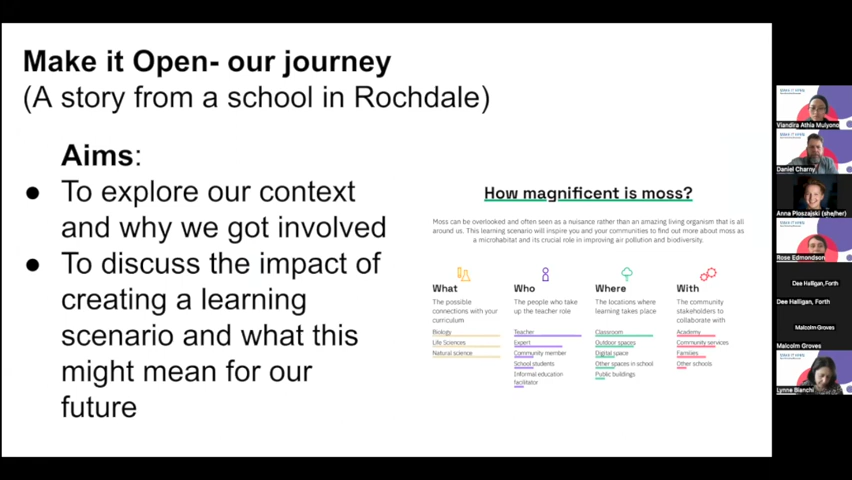 Make it Open- our journey
(A story from a school in Rochdale)
Aims:
● To explore our context
and why we got involved
● To discuss the impact of
creating a learning
scenario and what this
might mean for our
future
How magnificent is moss?
Moss can be overlooked and often seen as a nuisance rather than an amazing living organism that is all
around us. This learning scenario will inspire you and your communities to find out more about moss as
a microhabitat and its crucial role in improving air pollution and biodiversity.
What
The possible
connections with your
curriculum
Biology
Life Sciences
Natural science
Who
The people who take
up the teacher role
Teacher
Expert
Community member
School students
Informal education
facilitator
Where
The locations where
learning takes place
Classroom
Outdoor spaces
Digital space
Other spaces in school
Public buildings
With
The community
stakeholders to
collaborate with
Academy
Community services
Families
Other schools
Viandira Athia Mulyono
Daniel Charny
Anna Ploszajski (she/her)
Rose Edmondson
Dee Halligan, Forth
Dee Halligan, Forth
Malcolm Groves
Malcolm Groves
Lynne Bianchi